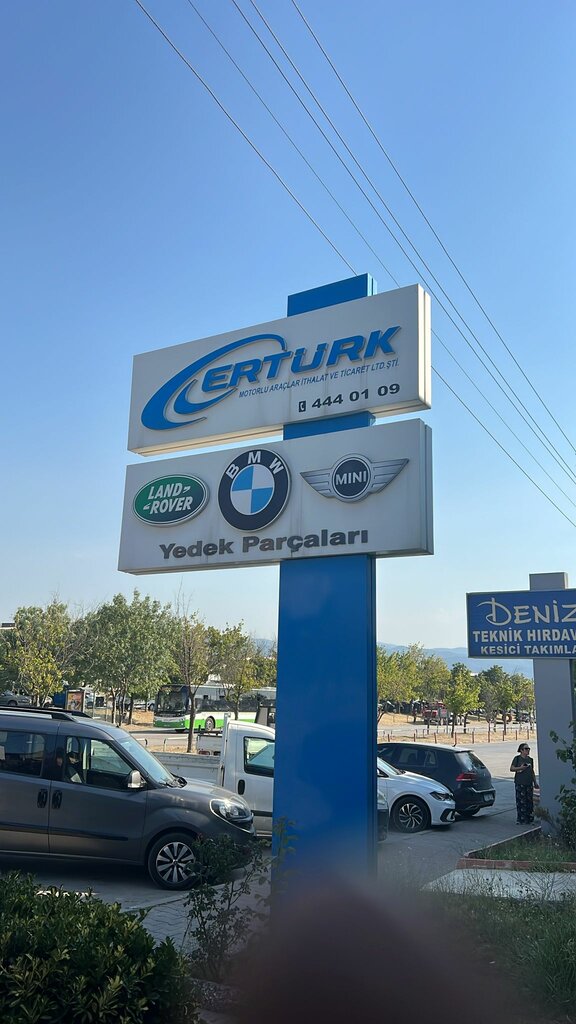 ERTÜRK
MOTORLU ARAÇLAR İTHALAT VE TİCARET LTD. ŞTİ.
444 01 09
LAND-
-ROVER
BMW
MINI
Yedek Parçaları
DENİZ
TEKNİK HIRDAV
KESİCİ TAKIMLA